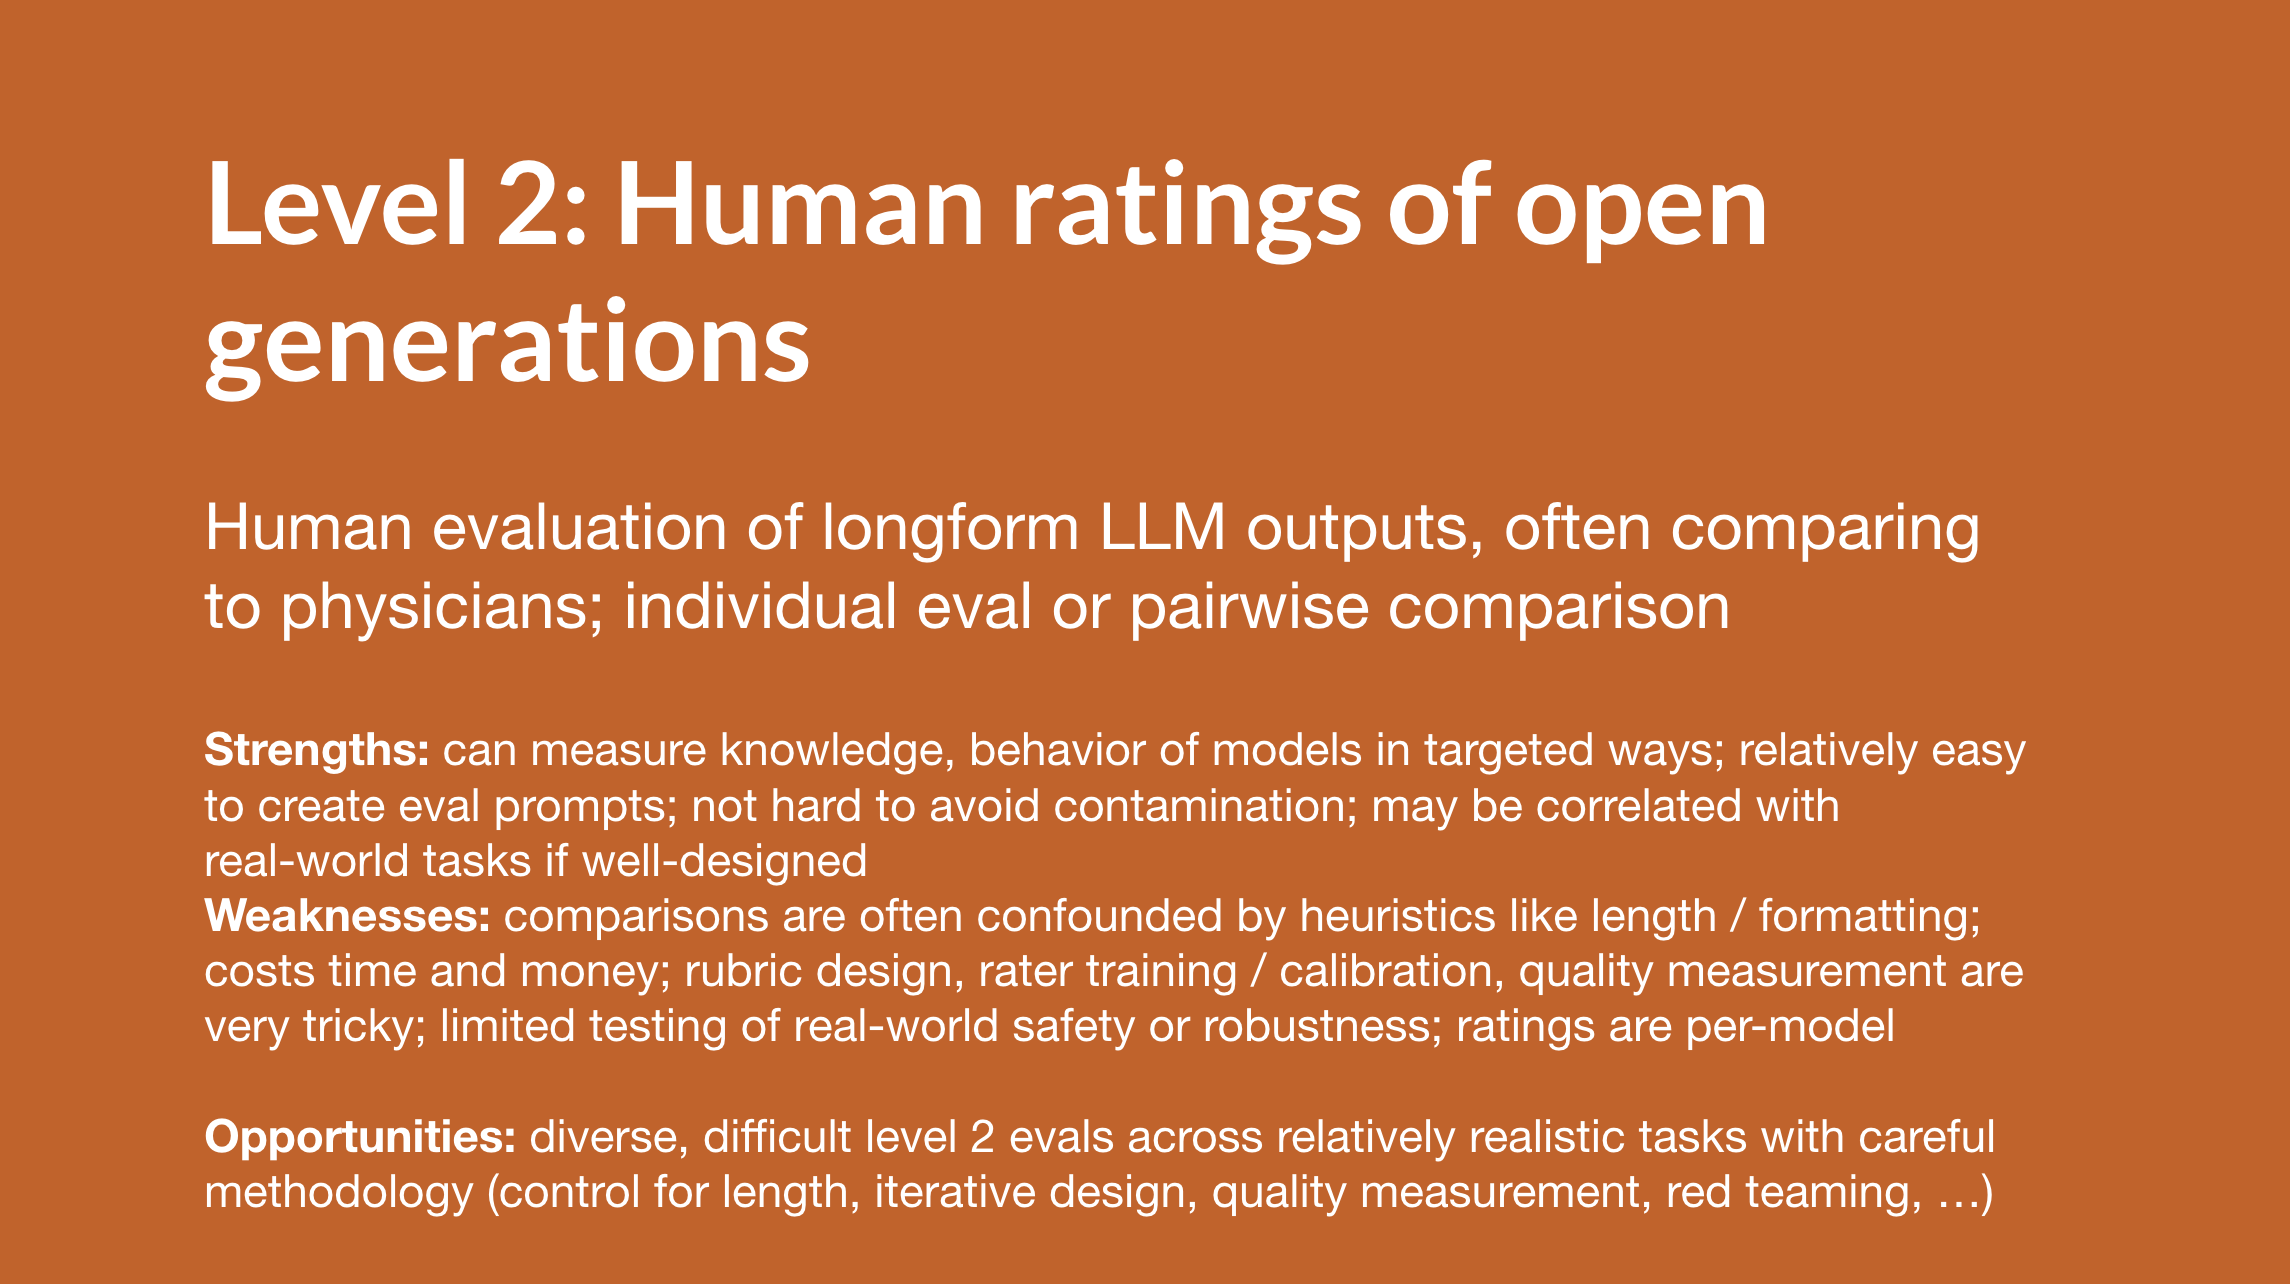 Level 2: Human ratings of open
generations
Human evaluation of longform LLM outputs, often comparing
to physicians; individual eval or pairwise comparison
Strengths: can measure knowledge, behavior of models in targeted ways; relatively easy
to create eval prompts; not hard to avoid contamination; may be correlated with
real-world tasks if well-designed
Weaknesses: comparisons are often confounded by heuristics like length / formatting;
costs time and money; rubric design, rater training / calibration, quality measurement are
very tricky; limited testing of real-world safety or robustness; ratings are per-model
Opportunities: diverse, difficult level 2 evals across relatively realistic tasks with careful
methodology (control for length, iterative design, quality measurement, red teaming, …)